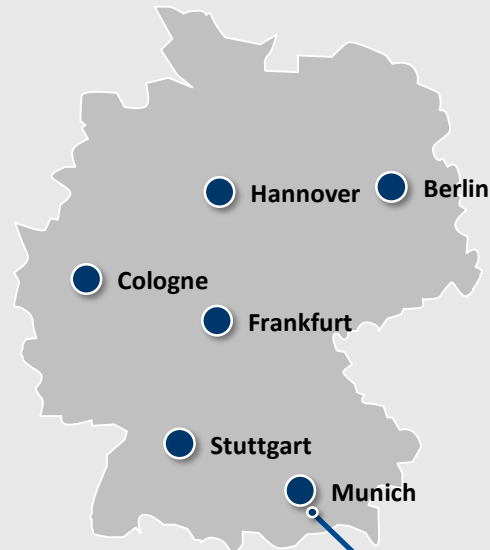 Hannover
Berlin
Cologne
Frankfurt
Stuttgart
Munich